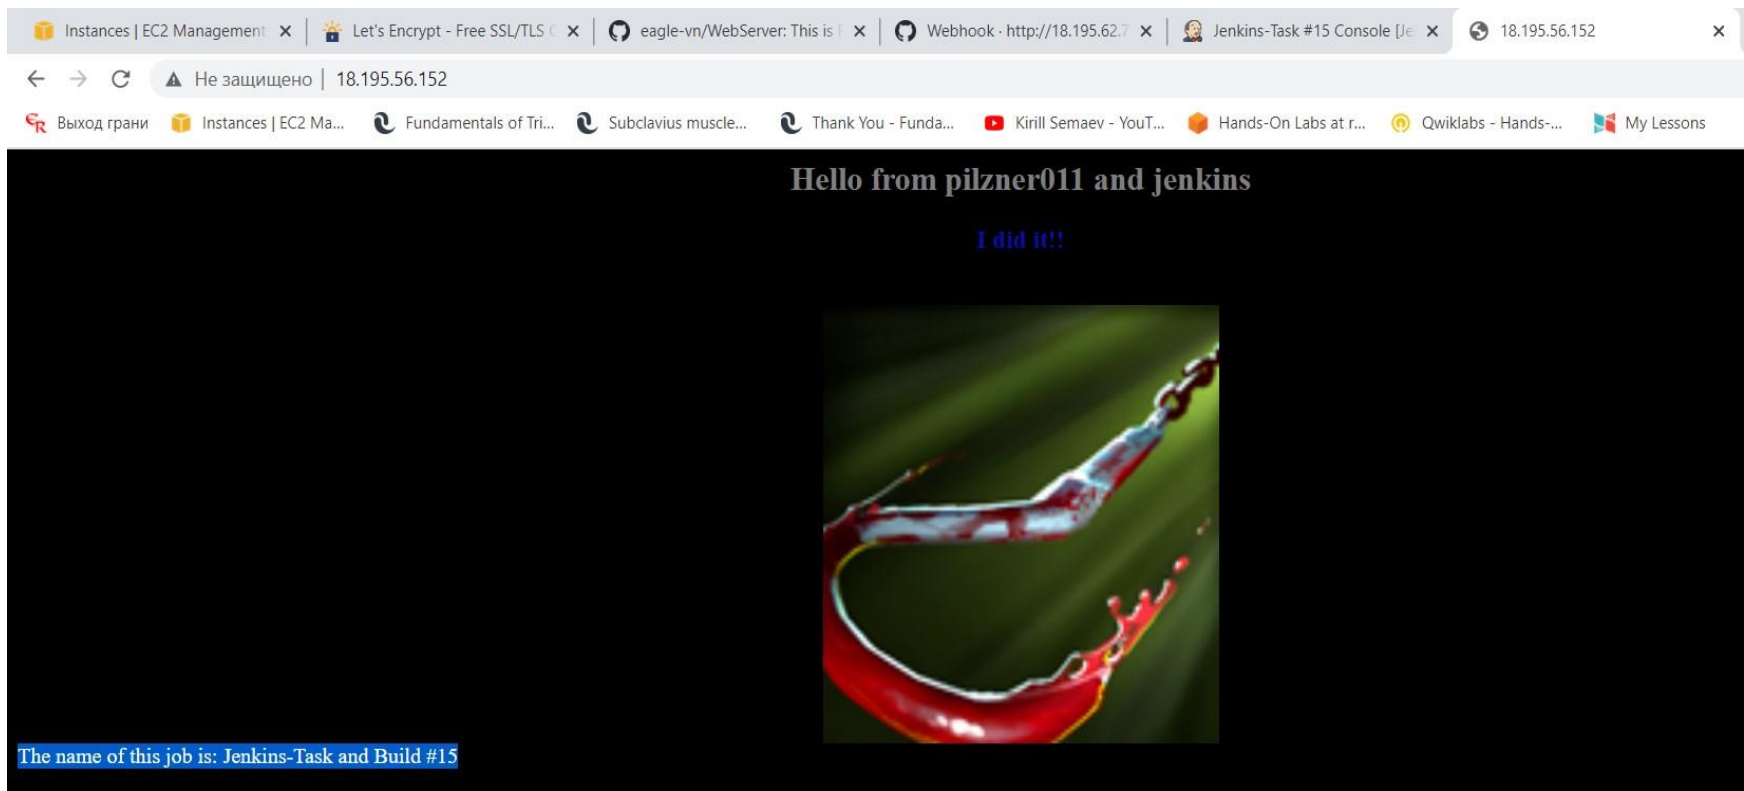 Instances | EC2 Management
Let's Encrypt - Free SSL/TLS C
eagle-vn/WebServer: This is
Webhook · http://18.195.62.7
Jenkins-Task #15 Console [Je
18.195.56.152
Не защищено | 18.195.56.152
Выход грани
Instances | EC2 Ma...
Fundamentals of Tri...
Subclavius muscle...
Thank You - Funda...
Kirill Semaev - YouT...
Hands-On Labs at r...
Qwiklabs - Hands-...
My Lessons
Hello from pilzner011 and jenkins
I did it!!
The name of this job is: Jenkins-Task and Build #15